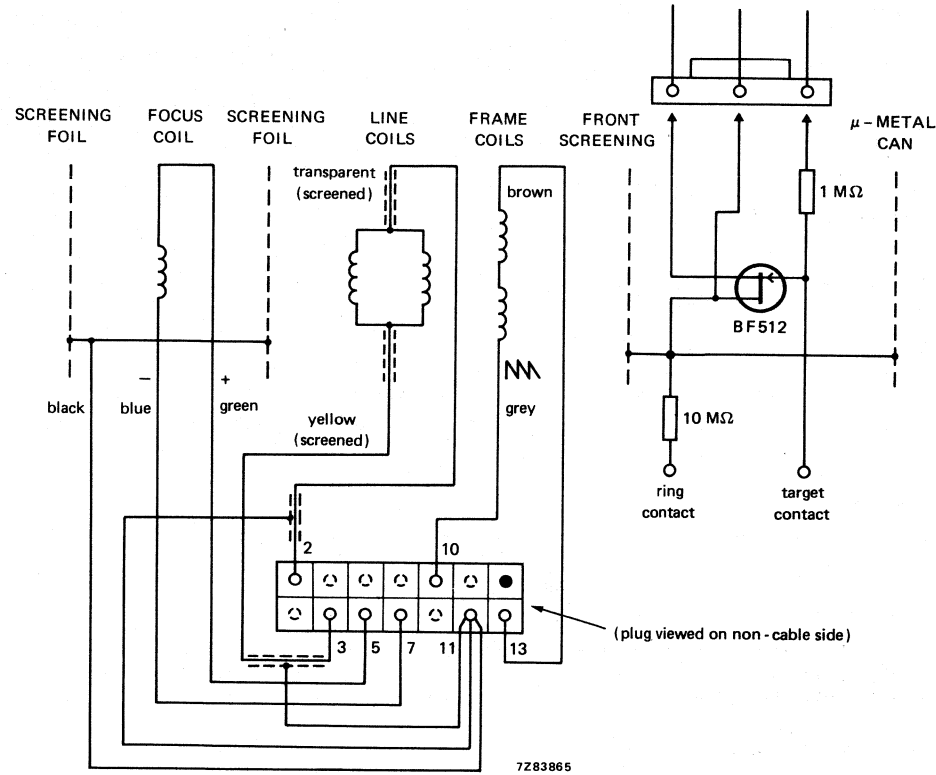 SCREENING
FOIL
FOCUS
COIL
SCREENING
FOIL
LINE
COILS
FRAME
COILS
FRONT
SCREENING
μ-METAL
CAN
transparent
(screened)
brown
1 MΩ
BF512
−
+
black
blue
green
yellow
(screened)
grey
10 MΩ
ring
contact
target
contact
2
10
3
5
7
11
13
(plug viewed on non-cable side)
7Z83865